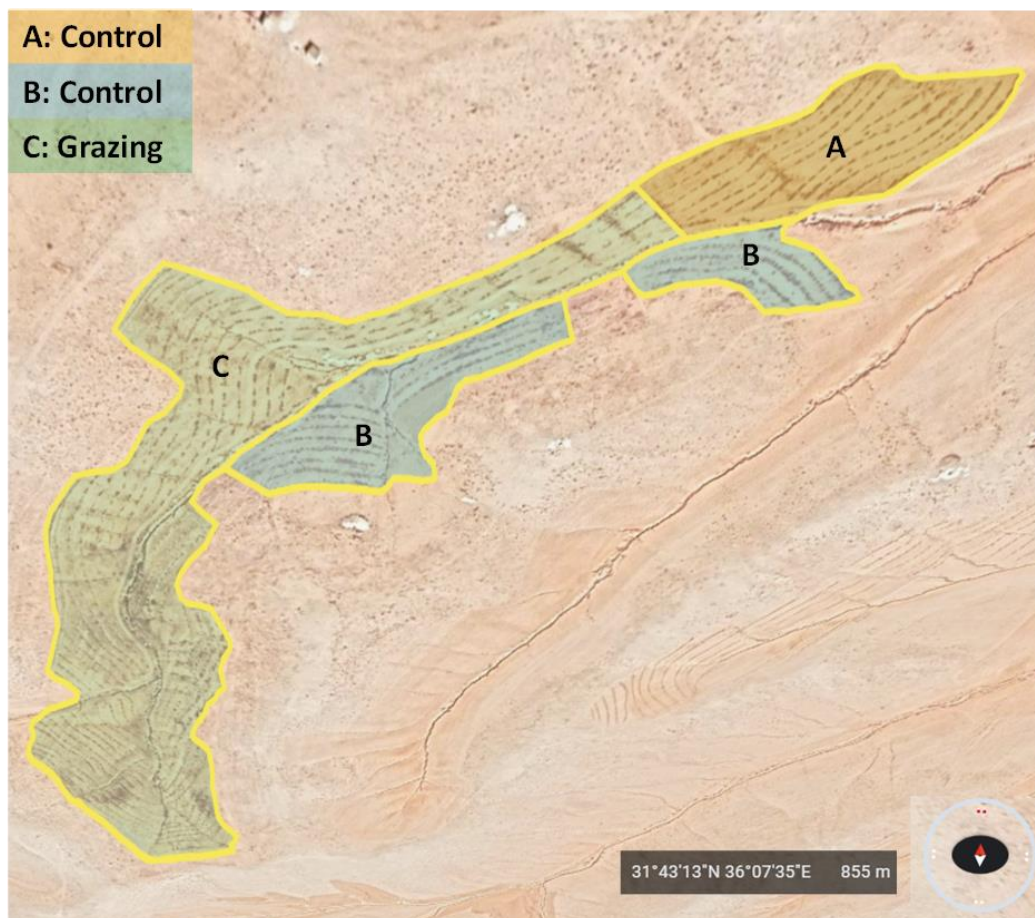 A: Control
B: Control
C: Grazing
A
B
C
B
31°43'13"N 36°07'35"E 855 m